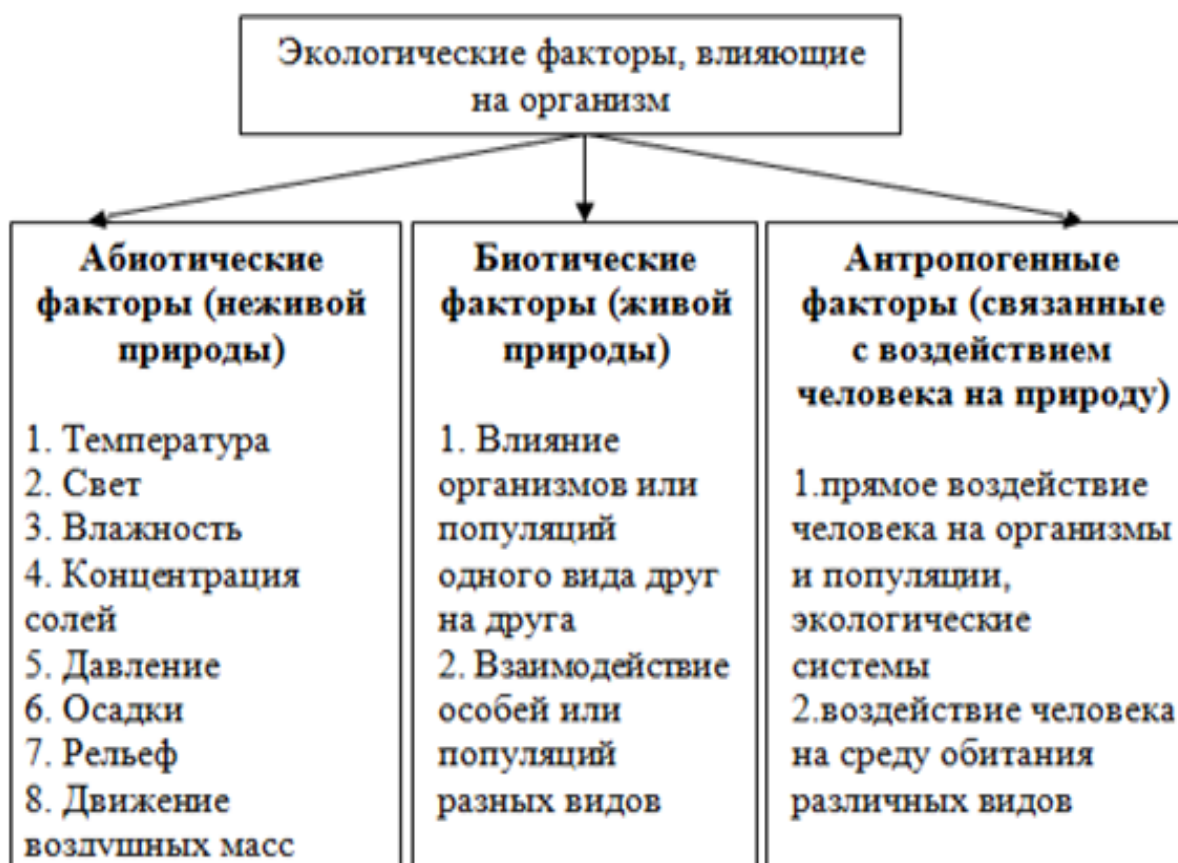 Экологические факторы, влияющие
на организм
Абиотические
факторы (неживой
природы)
1. Температура
2. Свет
3. Влажность
4. Концентрация
солей
5. Давление
6. Осадки
7. Рельеф
8. Движение
воздушных масс
Биотические
факторы (живой
природы)
1. Влияние
организмов или
популяций
одного вида друг
на друга
2. Взаимодействие
особей или
популяций
разных видов
Антропогенные
факторы (связанные
с воздействием
человека на природу)
1.прямое воздействие
человека на организмы
и популяции,
экологические
системы
2.воздействие человека
на среду обитания
различных видов